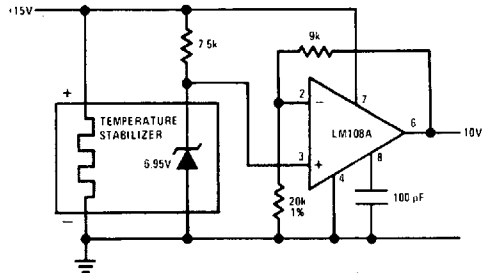 +15V
7.5k
9k
2
7
+
TEMPERATURE
STABILIZER
−
6
LM108A
10V
6.95V
3
+
8
4
20k
1%
100 pF
−